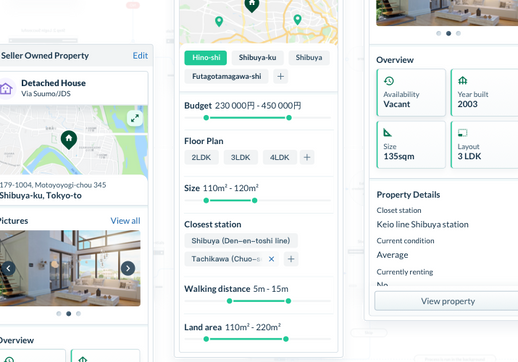 Seller Owned Property
Edit
Detached House
Via Suumo/JDS
179-1004, Motoyoyogi-chou 345
Shibuya-ku, Tokyo-to
Pictures
View all
Overview
Hino-shi
Shibuya-ku
Shibuya
Futagotamagawa-shi
Budget 230 000円 - 450 000円
Floor Plan
2LDK
3LDK
4LDK
Size 110m² - 120m²
Closest station
Shibuya (Den-en-toshi line)
Tachikawa (Chuo-
Walking distance 5m - 15m
Land area 110m² - 220m²
Overview
Availability
Vacant
Year built
2003
Size
135sqm
Layout
3 LDK
Property Details
Closet station
Keio line Shibuya station
Current condition
Average
Currently renting
No
View property